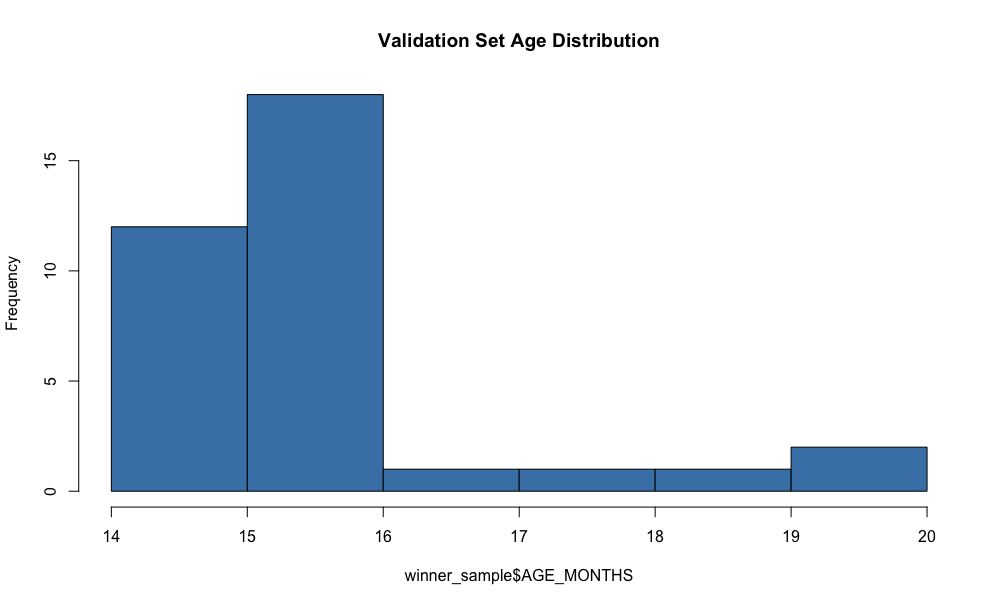 Validation Set Age Distribution
Frequency
15
10
5
0
14 15 16 17 18 19 20
winner_sample$AGE_MONTHS